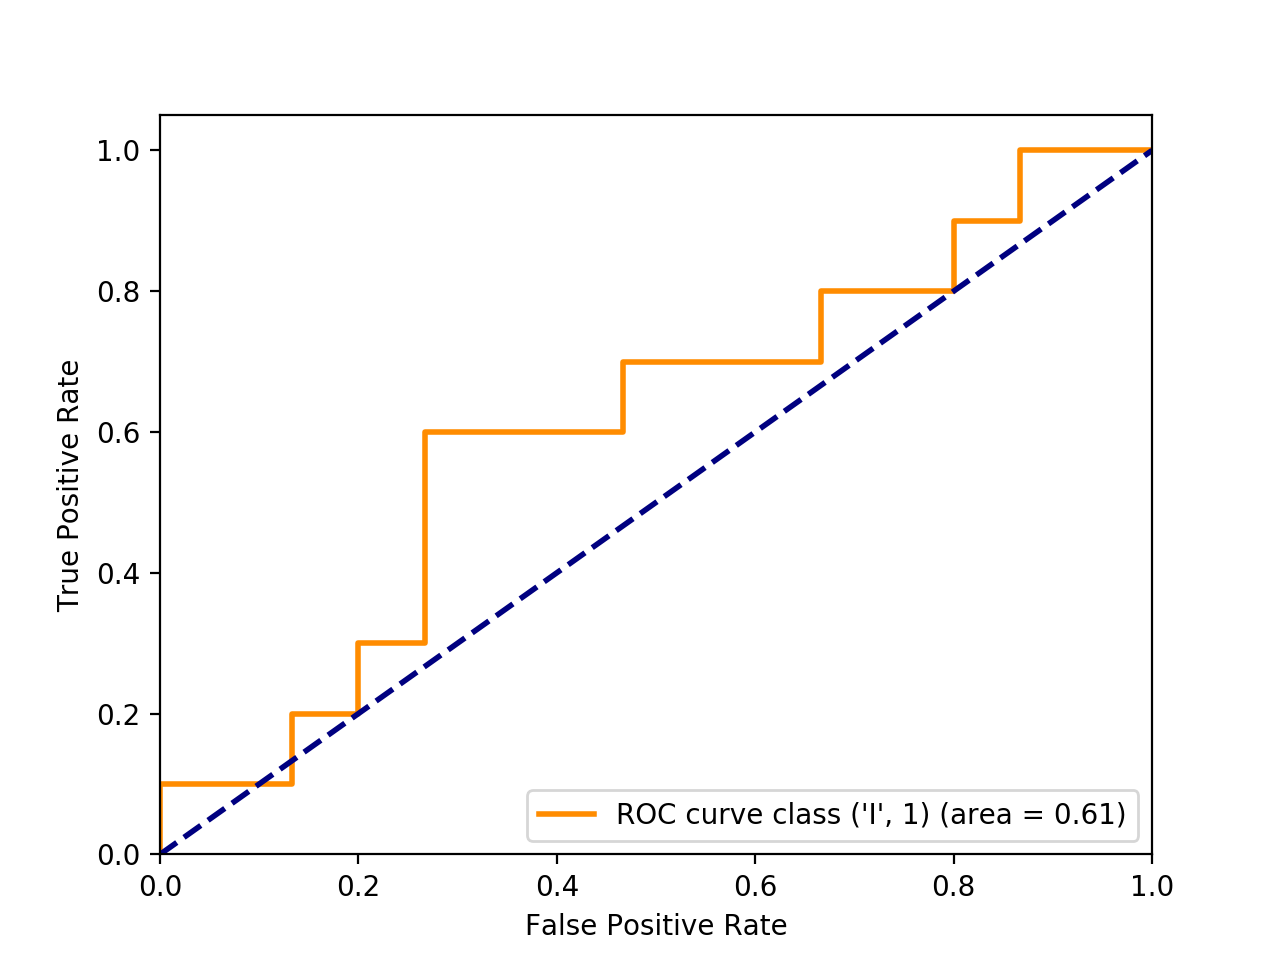 1.0
0.8
0.6
0.4
0.2
0.0
True Positive Rate
ROC curve class ('I', 1) (area = 0.61)
0.0 0.2 0.4 0.6 0.8 1.0
False Positive Rate